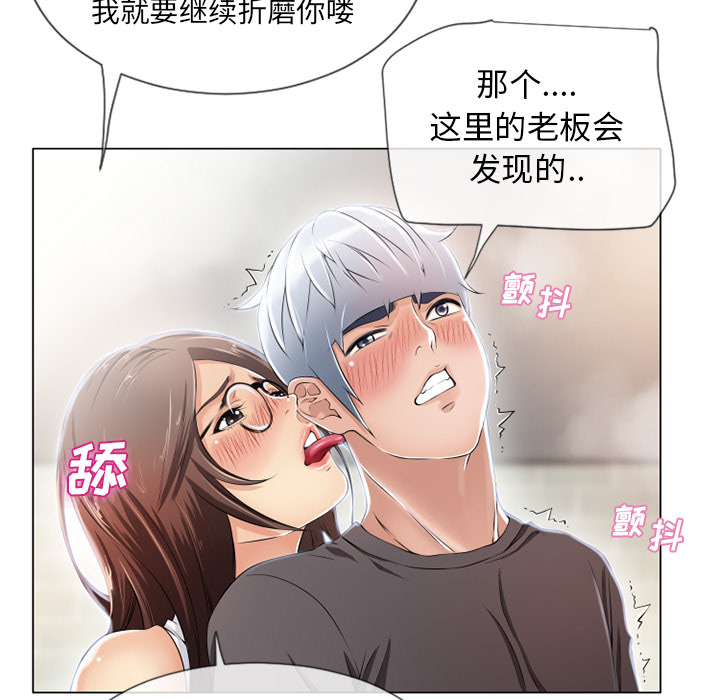 我就要继续折磨你喽
那个....
这里的老板会
发现的..
颤抖
舔
颤抖